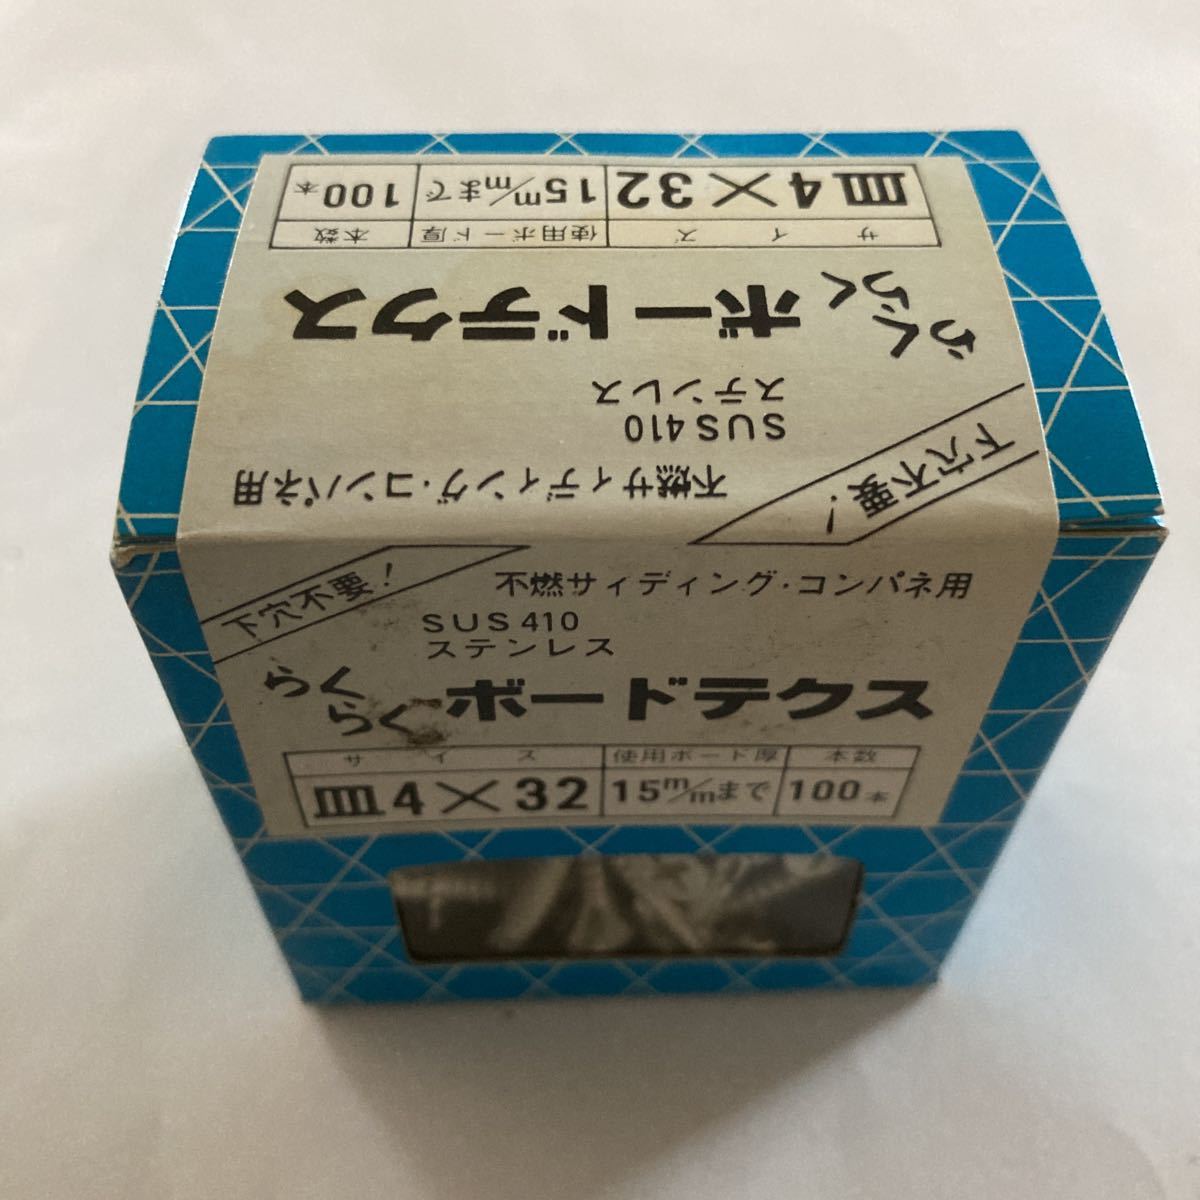 サイズ 使用ボード厚 本数
皿4×32 15m/mまで 100本
らくらく ボードテクス
SUS410
ステンレス
不燃サイディング・コンパネ用
下穴不要!
下穴不要!
不燃サイディング・コンパネ用
SUS410
ステンレス
らくらく ボードテクス
サイズ 使用ボード厚 本数
皿4×32 15m/mまで 100本